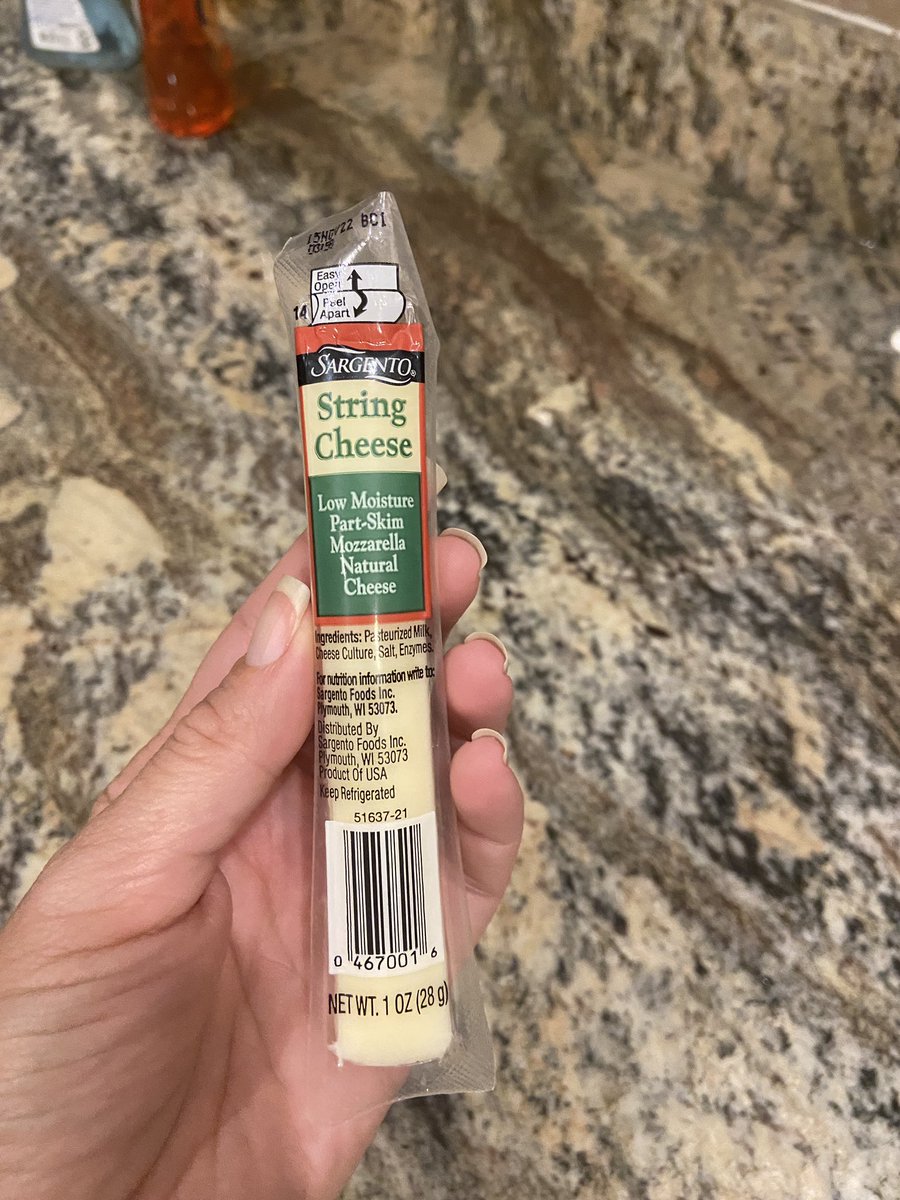 BC1
Easy
Open
Peel
Apart
14
SARGENTO®
String
Cheese
Low Moisture
Part-Skim
Mozzarella
Natural
Cheese
Ingredients: Pasteurized Milk,
Cheese Culture, Salt, Enzymes.
For nutrition information write to:
Sargento Foods Inc.
Plymouth, WI 53073.
Distributed By
Sargento Foods Inc.
Plymouth, WI 53073
Product Of USA
Keep Refrigerated
51637-21
0 467001 6
NET WT. 1 OZ (28 g)